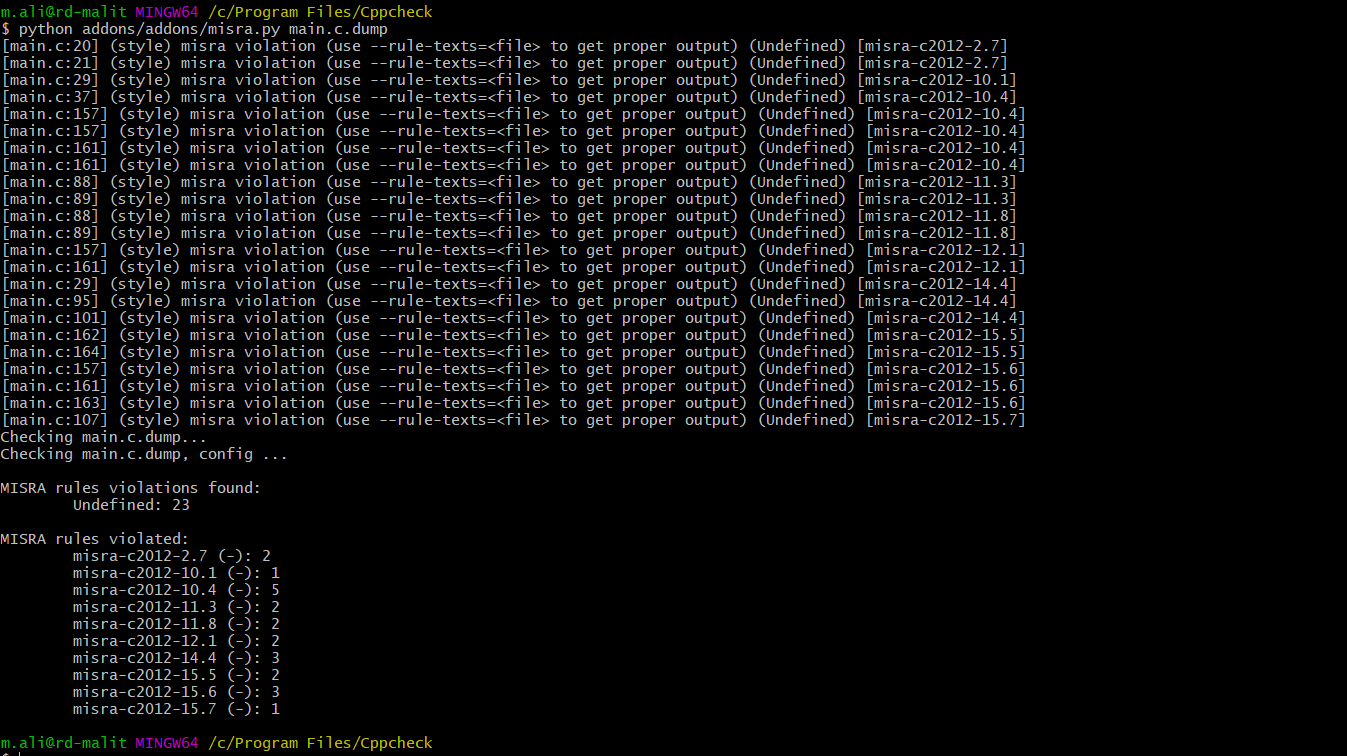 m.ali@rd-malit MINGW64 /c/Program Files/Cppcheck
$ python addons/addons/misra.py main.c.dump
[main.c:20] (style) misra violation (use --rule-texts=<file> to get proper output) (Undefined) [misra-c2012-2.7]
[main.c:21] (style) misra violation (use --rule-texts=<file> to get proper output) (Undefined) [misra-c2012-2.7]
[main.c:29] (style) misra violation (use --rule-texts=<file> to get proper output) (Undefined) [misra-c2012-10.1]
[main.c:37] (style) misra violation (use --rule-texts=<file> to get proper output) (Undefined) [misra-c2012-10.4]
[main.c:157] (style) misra violation (use --rule-texts=<file> to get proper output) (Undefined) [misra-c2012-10.4]
[main.c:157] (style) misra violation (use --rule-texts=<file> to get proper output) (Undefined) [misra-c2012-10.4]
[main.c:161] (style) misra violation (use --rule-texts=<file> to get proper output) (Undefined) [misra-c2012-10.4]
[main.c:161] (style) misra violation (use --rule-texts=<file> to get proper output) (Undefined) [misra-c2012-10.4]
[main.c:88] (style) misra violation (use --rule-texts=<file> to get proper output) (Undefined) [misra-c2012-11.3]
[main.c:89] (style) misra violation (use --rule-texts=<file> to get proper output) (Undefined) [misra-c2012-11.3]
[main.c:88] (style) misra violation (use --rule-texts=<file> to get proper output) (Undefined) [misra-c2012-11.8]
[main.c:89] (style) misra violation (use --rule-texts=<file> to get proper output) (Undefined) [misra-c2012-11.8]
[main.c:157] (style) misra violation (use --rule-texts=<file> to get proper output) (Undefined) [misra-c2012-12.1]
[main.c:161] (style) misra violation (use --rule-texts=<file> to get proper output) (Undefined) [misra-c2012-12.1]
[main.c:29] (style) misra violation (use --rule-texts=<file> to get proper output) (Undefined) [misra-c2012-14.4]
[main.c:95] (style) misra violation (use --rule-texts=<file> to get proper output) (Undefined) [misra-c2012-14.4]
[main.c:101] (style) misra violation (use --rule-texts=<file> to get proper output) (Undefined) [misra-c2012-14.4]
[main.c:162] (style) misra violation (use --rule-texts=<file> to get proper output) (Undefined) [misra-c2012-15.5]
[main.c:164] (style) misra violation (use --rule-texts=<file> to get proper output) (Undefined) [misra-c2012-15.5]
[main.c:157] (style) misra violation (use --rule-texts=<file> to get proper output) (Undefined) [misra-c2012-15.6]
[main.c:161] (style) misra violation (use --rule-texts=<file> to get proper output) (Undefined) [misra-c2012-15.6]
[main.c:163] (style) misra violation (use --rule-texts=<file> to get proper output) (Undefined) [misra-c2012-15.6]
[main.c:107] (style) misra violation (use --rule-texts=<file> to get proper output) (Undefined) [misra-c2012-15.7]
Checking main.c.dump...
Checking main.c.dump, config ...
MISRA rules violations found:
Undefined: 23
MISRA rules violated:
misra-c2012-2.7 (-): 2
misra-c2012-10.1 (-): 1
misra-c2012-10.4 (-): 5
misra-c2012-11.3 (-): 2
misra-c2012-11.8 (-): 2
misra-c2012-12.1 (-): 2
misra-c2012-14.4 (-): 3
misra-c2012-15.5 (-): 2
misra-c2012-15.6 (-): 3
misra-c2012-15.7 (-): 1
m.ali@rd-malit MINGW64 /c/Program Files/Cppcheck
$